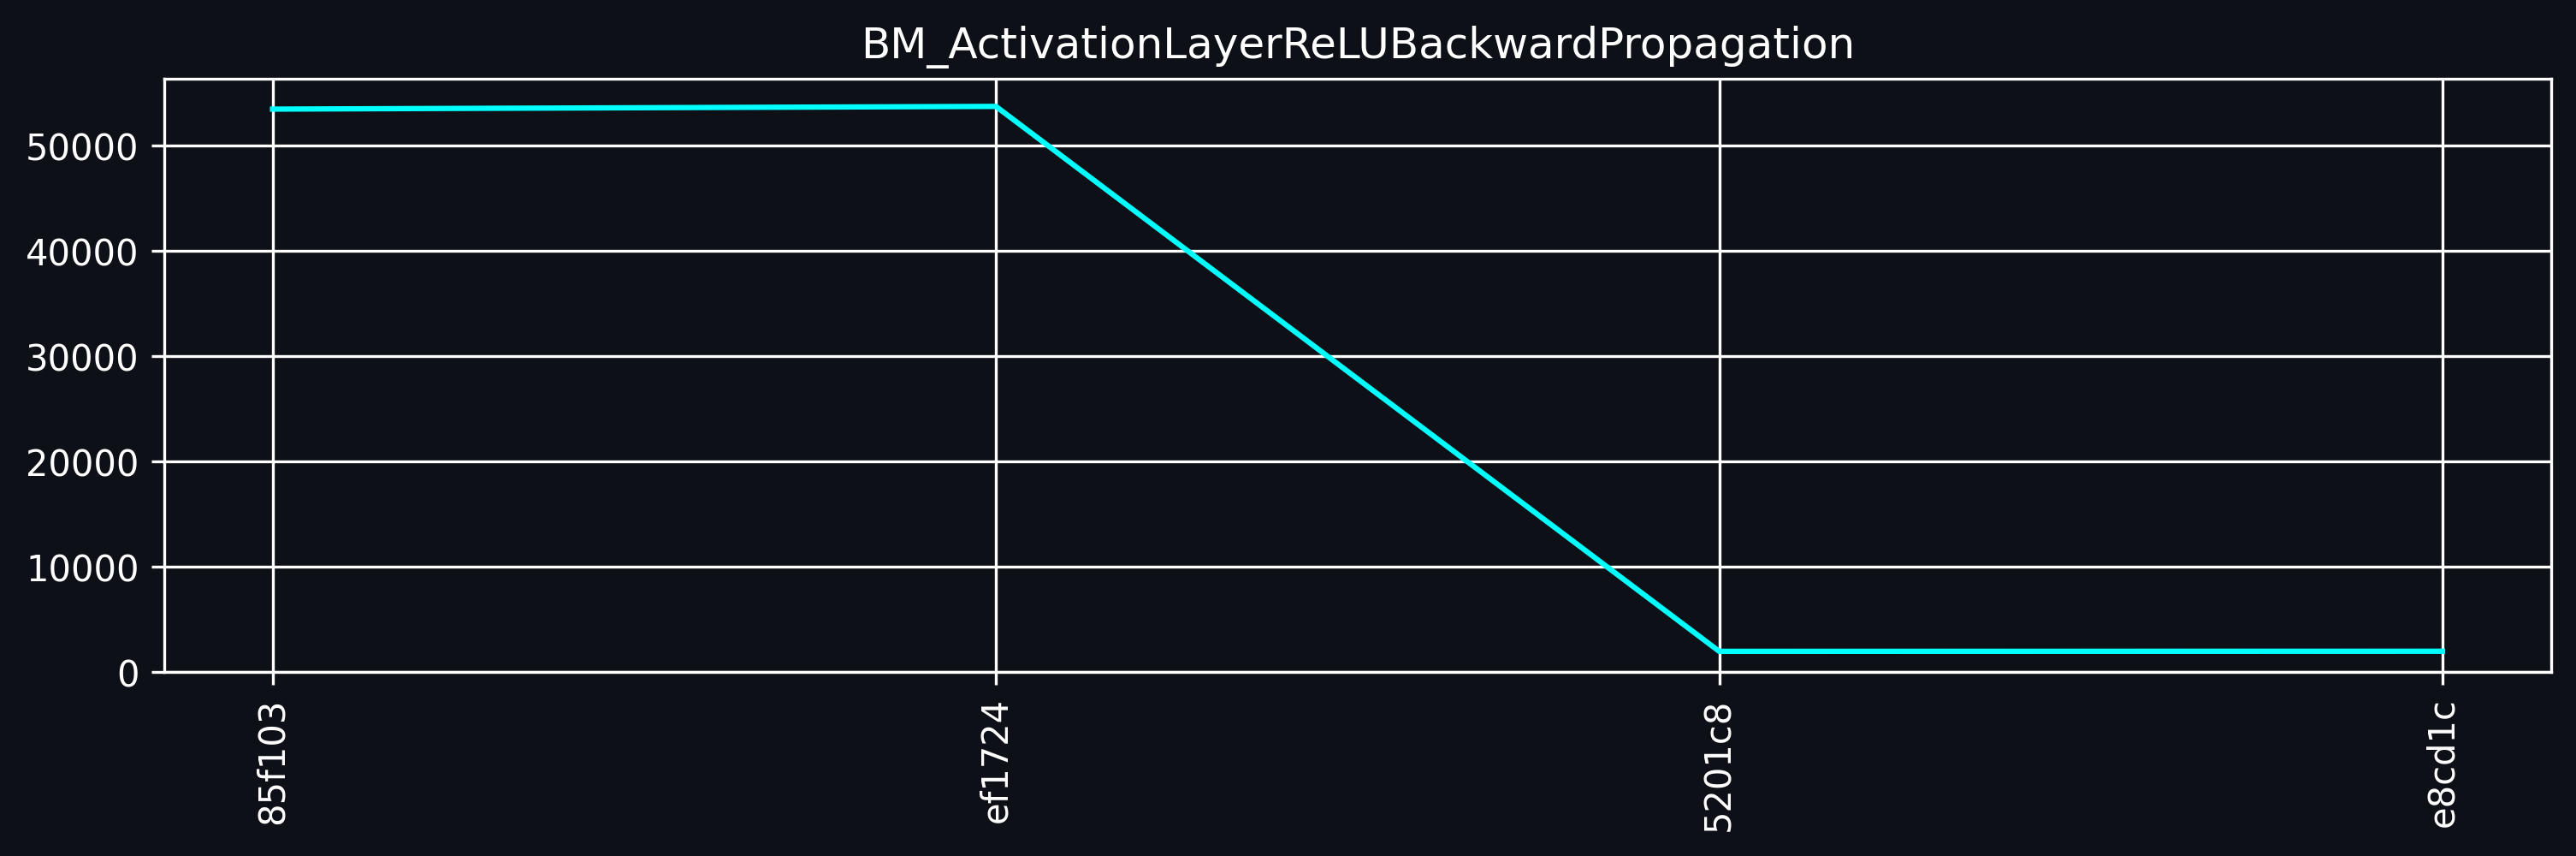 BM_ActivationLayerReLUBackwardPropagation
50000
40000
30000
20000
10000
0
85f103
ef1724
5201c8
e8cd1c